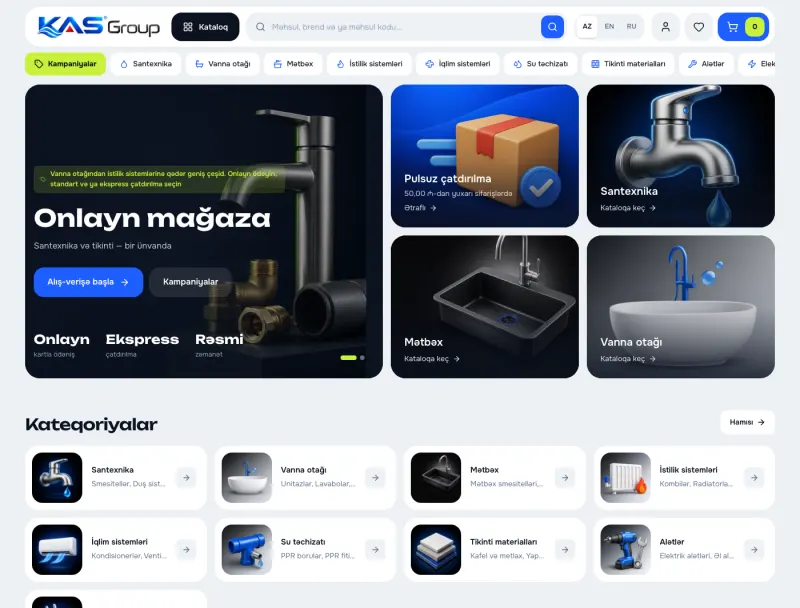 KAS Group
Kataloq
Məhsul, brend və ya məhsul kodu...
AZ EN RU
0
Kampaniyalar
Santexnika
Vanna otağı
Mətbəx
İstilik sistemləri
İqlim sistemləri
Su təchizatı
Tikinti materialları
Alətlər
Elek
Vanna otağından istilik sistemlərinə qədər geniş çeşid. Onlayn ödəyin,
standart və ya ekspress çatdırılma seçin
Onlayn mağaza
Santexnika və tikinti — bir ünvanda
Alış-verişə başla →
Kampaniyalar
Onlayn
kartla ödəniş
Ekspress
çatdırılma
Rəsmi
zəmanət
Pulsuz çatdırılma
50,00 ₼-dan yuxarı sifarişlərdə
Ətraflı →
Santexnika
Kataloqa keç →
Mətbəx
Kataloqa keç →
Vanna otağı
Kataloqa keç →
Kateqoriyalar
Hamısı →
Santexnika
Smesitellər, Duş sist...
Vanna otağı
Unitazlar, Lavabolar,...
Mətbəx
Mətbəx smesitelləri,...
İstilik sistemləri
Kombilər, Radiatorla...
İqlim sistemləri
Kondisionerlər, Venti...
Su təchizatı
PPR borular, PPR fiti...
Tikinti materialları
Kafel və metlax, Yap...
Alətlər
Elektrik alətləri, Əl al...